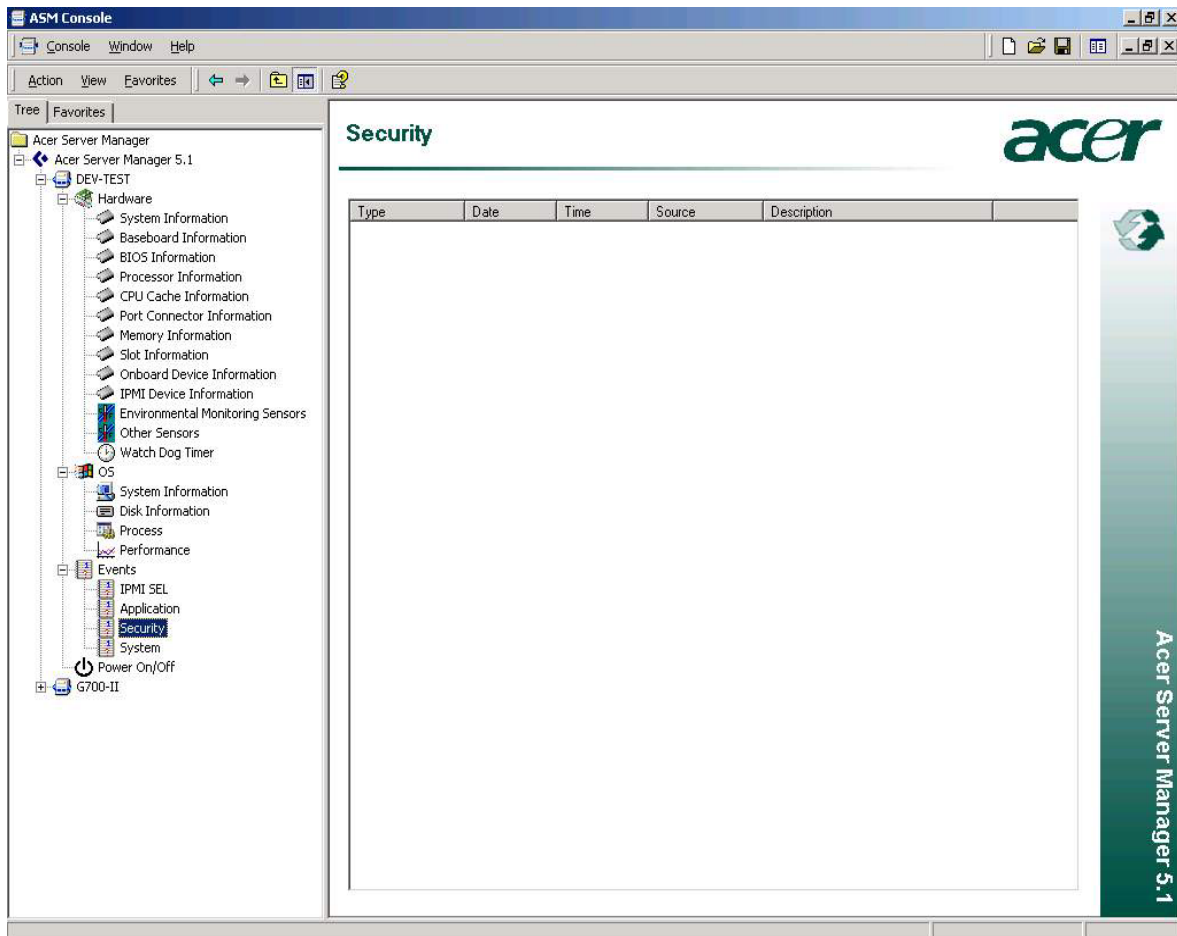 ASM Console
Console Window Help
Action View Favorites
Tree Favorites
Acer Server Manager
Acer Server Manager 5.1
DEV-TEST
Hardware
System Information
Baseboard Information
BIOS Information
Processor Information
CPU Cache Information
Port Connector Information
Memory Information
Slot Information
Onboard Device Information
IPMI Device Information
Environmental Monitoring Sensors
Other Sensors
Watch Dog Timer
OS
System Information
Disk Information
Process
Performance
Events
IPMI SEL
Application
Security
System
Power On/Off
G700-II
Security
acer
Type Date Time Source Description
Acer Server Manager 5.1